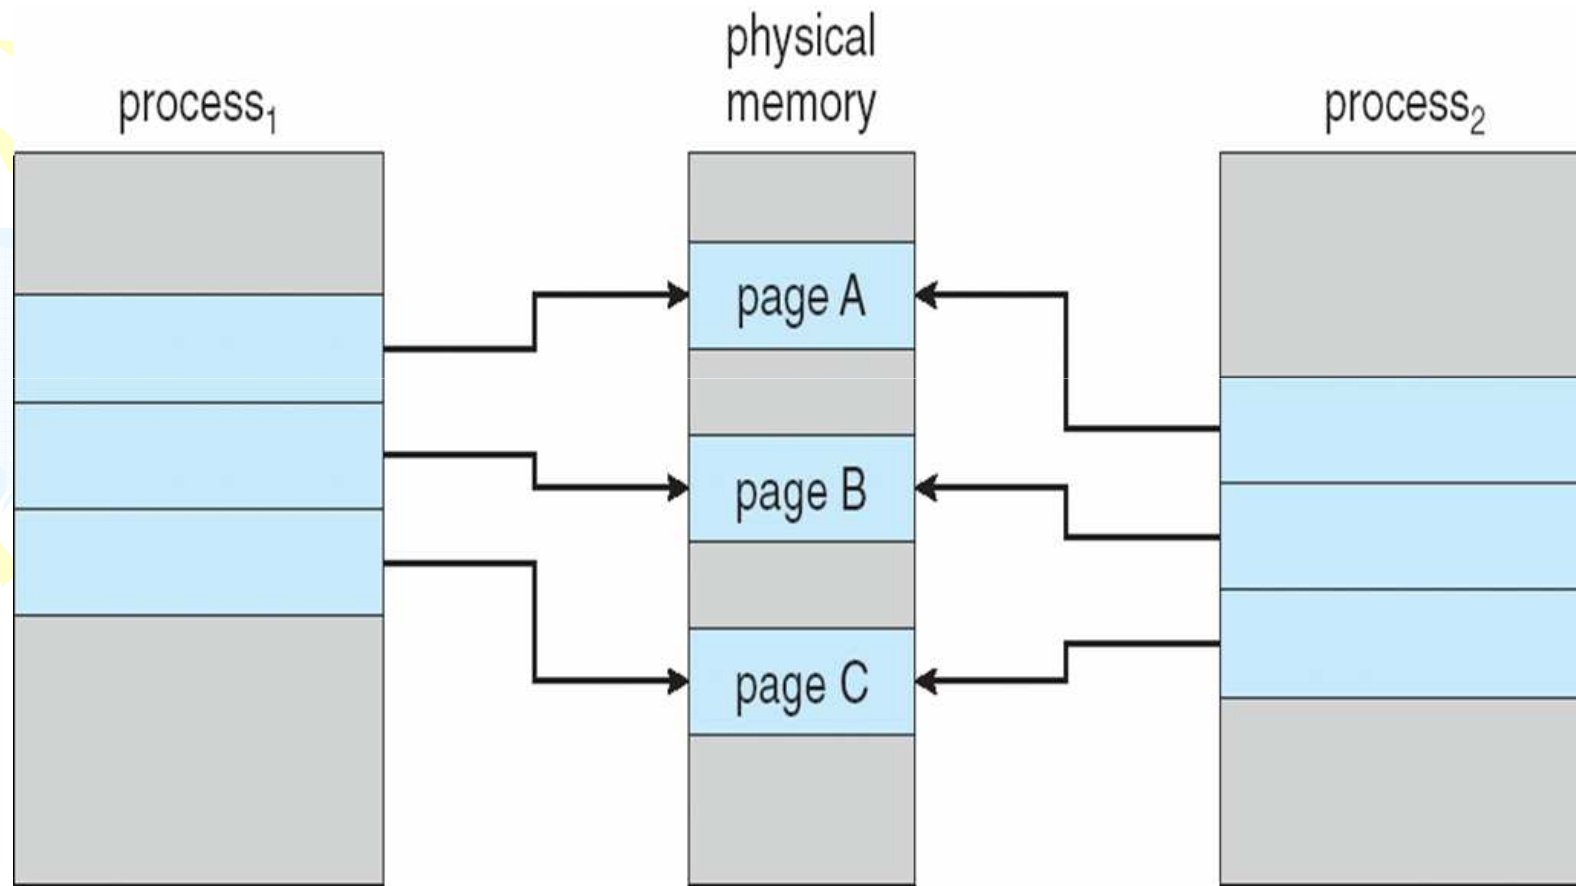 physical
memory
process₁
process₂
page A
page B
page C